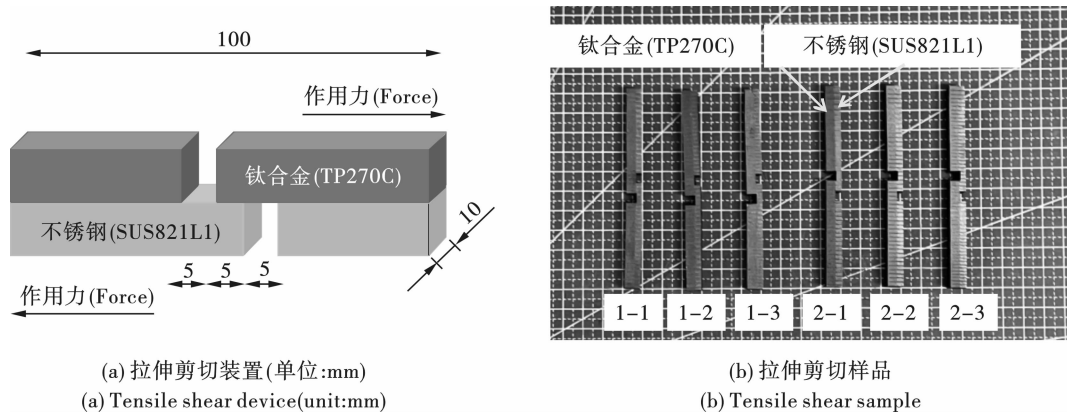 100
作用力(Force)
钛合金(TP270C)
不锈钢(SUS821L1)
10
5 5 5
作用力(Force)
(a) 拉伸剪切装置(单位:mm)
(a) Tensile shear device(unit:mm)
钛合金(TP270C) 不锈钢(SUS821L1)
1-1 1-2 1-3 2-1 2-2 2-3
(b) 拉伸剪切样品
(b) Tensile shear sample